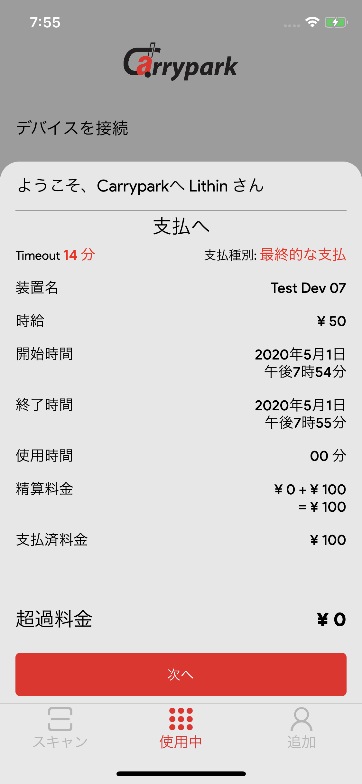 7:55
Carrypark
デバイスを接続
ようこそ、Carryparkへ Lithin さん
支払へ
Timeout 14 分 支払種別: 最終的な支払
装置名 Test Dev 07
時給 ¥ 50
開始時間 2020年5月1日
午後7時54分
終了時間 2020年5月1日
午後7時55分
使用時間 00 分
精算料金 ¥ 0 + ¥ 100
= ¥ 100
支払済料金 ¥ 100
超過料金 ¥ 0
次へ
スキャン 使用中 追加